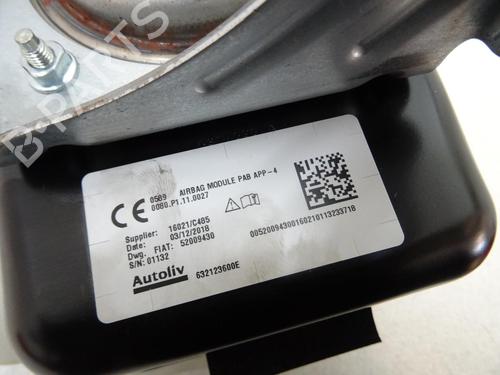 B-PARTS
CE 0589 AIRBAG MODULE PAB APP-4
0080.P1.11.0027
Supplier: 16021/C485
Date: 03/12/2018
Dwg. FIAT: 52009430
S/N: 01132
00520094300160210113233718
Autoliv 632123600E